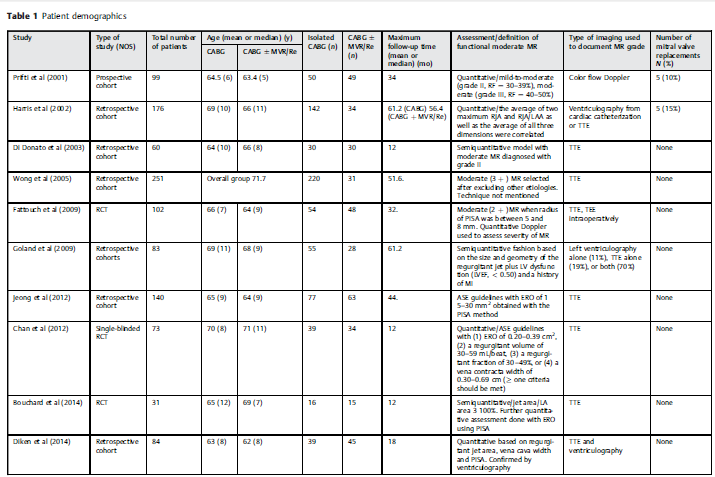 Table 1 Patient demographics
Study | Type of study (NOS) | Total number of patients | Age (mean or median) (y) | Isolated CABG (n) | CABG ± MVR/Re (n) | Maximum follow-up time (mean or median) (mo) | Assessment/definition of functional moderate MR | Type of imaging used to document MR grade | Number of mitral valve replacements N (%)
CABG | CABG ± MVR/Re
Prifti et al (2001) | Prospective cohort | 99 | 64.5 (6) | 63.4 (5) | 50 | 49 | 34 | Quantitative/mild-to-moderate (grade II, RF = 30–39%), moderate (grade III, RF = 40–50%) | Color flow Doppler | 5 (10%)
Harris et al (2002) | Retrospective cohort | 176 | 69 (10) | 66 (11) | 142 | 34 | 61.2 (CABG) 56.4 (CABG + MVR/Re) | Quantitative/the average of two maximum RJA and RJA/LAA as well as the average of all three dimensions were correlated | Ventriculography from cardiac catheterization or TTE | 5 (15%)
Di Donato et al (2003) | Retrospective cohort | 60 | 64 (10) | 66 (8) | 30 | 30 | 12 | Semiquantitative model with moderate MR diagnosed with grade II | TTE | None
Wong et al (2005) | Retrospective cohort | 251 | Overall group 71.7 | 220 | 31 | 51.6. | Moderate (3 +) MR selected after excluding other etiologies. Technique not mentioned | TTE | None
Fattouch et al (2009) | RCT | 102 | 66 (7) | 64 (9) | 54 | 48 | 32. | Moderate (2 +) MR when radius of PISA was between 5 and 8 mm. Quantitative Doppler used to assess severity of MR | TTE, TEE intraoperatively | None
Goland et al (2009) | Retrospective cohorts | 83 | 69 (11) | 68 (9) | 55 | 28 | 61.2 | Semiquantitative fashion based on the size and geometry of the regurgitant jet plus LV dysfunction (LVEF, < 0.50) and a history of MI | Left ventriculography alone (11%), TTE alone (19%), or both (70%) | None
Jeong et al (2012) | Retrospective cohort | 140 | 65 (9) | 64 (9) | 77 | 63 | 44. | ASE guidelines with ERO of 1 5–30 mm² obtained with the PISA method | TTE | None
Chan et al (2012) | Single-blinded RCT | 73 | 70 (8) | 71 (11) | 39 | 34 | 12 | Quantitative/ASE guidelines with (1) ERO of 0.20–0.39 cm², (2) a regurgitant volume of 30–59 mL/beat, (3) a regurgitant fraction of 30–49%, or (4) a vena contracta width of 0.30–0.69 cm (≥ one criteria should be met) | TTE | None
Bouchard et al (2014) | RCT | 31 | 65 (12) | 69 (7) | 16 | 15 | 12 | Semiquantitative/jet area/LA area 3 100%. Further quantitative assessment done with ERO using PISA | TTE | None
Diken et al (2014) | Retrospective cohort | 84 | 63 (8) | 62 (8) | 39 | 45 | 18 | Quantitative based on regurgitant jet area, vena cava width and PISA. Confirmed by ventriculography | TTE and ventriculography | None